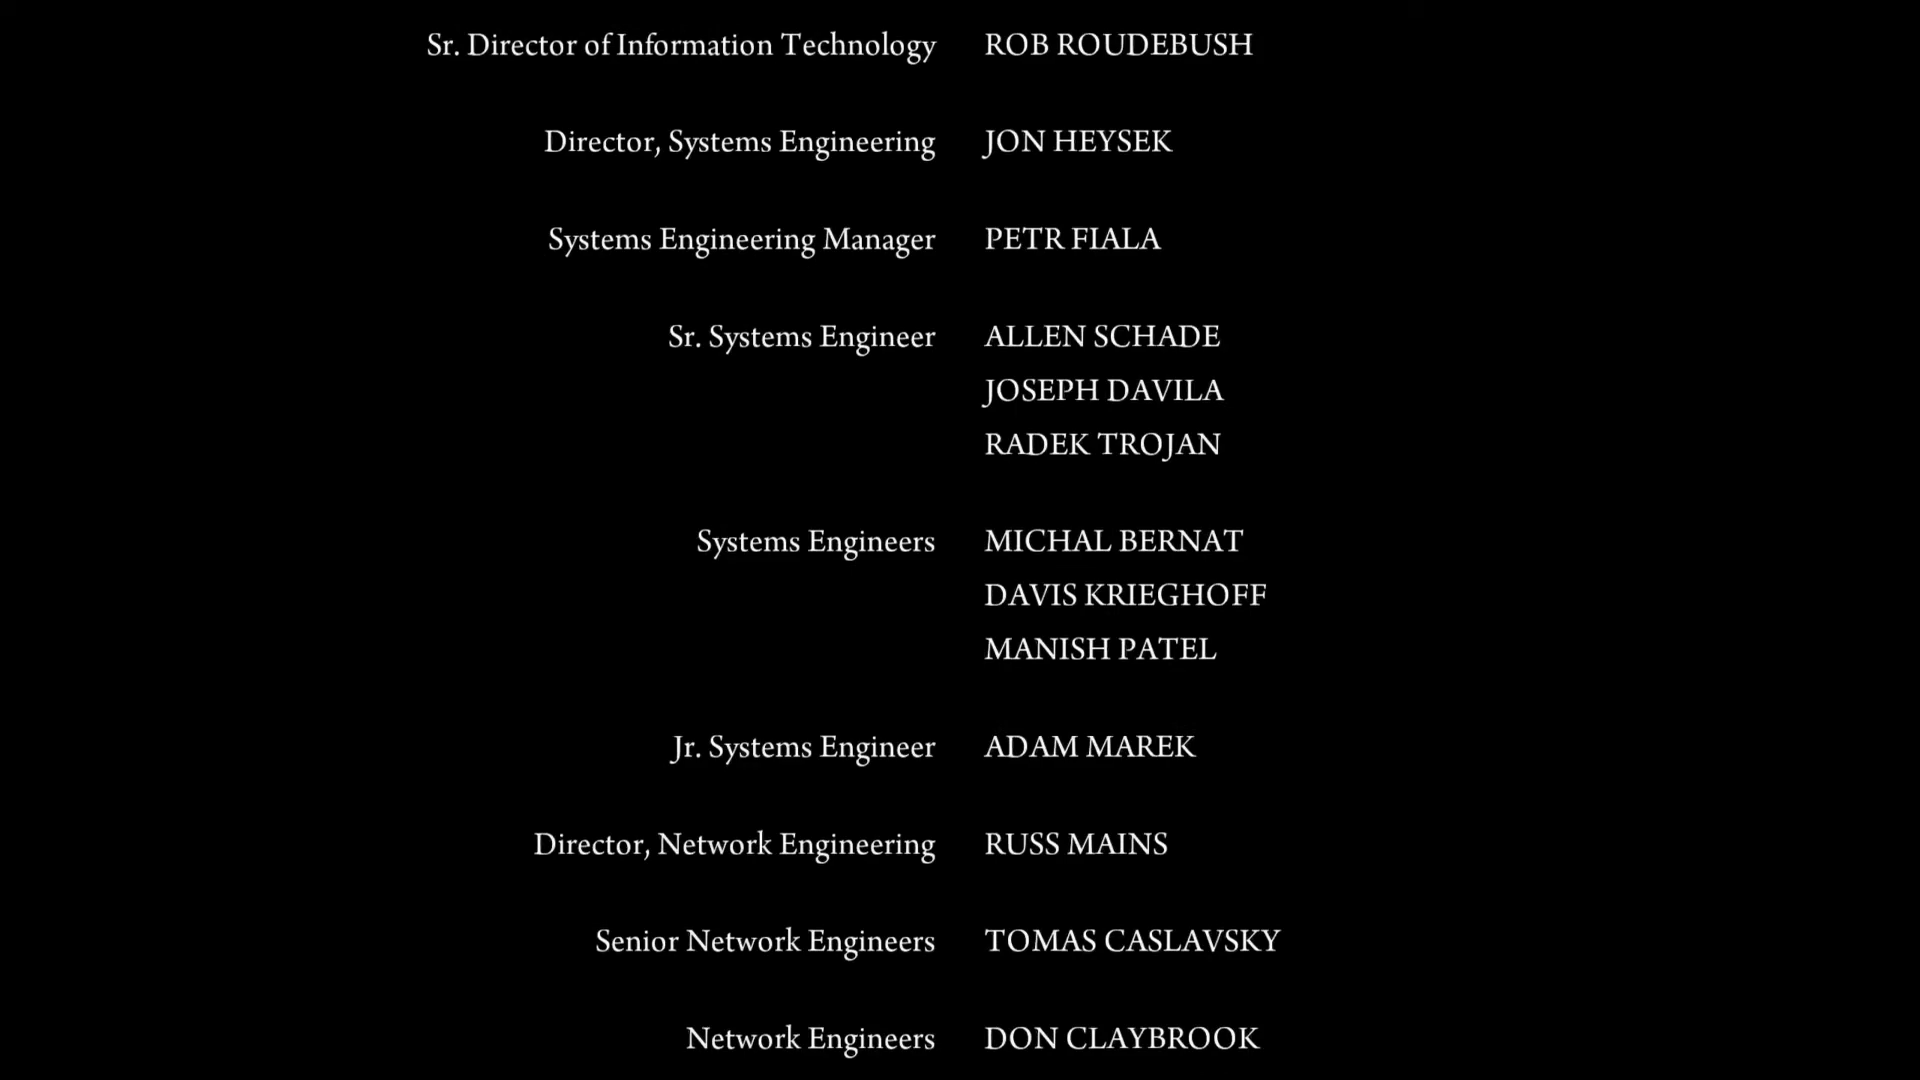 Sr. Director of Information Technology ROB ROUDEBUSH
Director, Systems Engineering JON HEYSEK
Systems Engineering Manager PETR FIALA
Sr. Systems Engineer ALLEN SCHADE
JOSEPH DAVILA
RADEK TROJAN
Systems Engineers MICHAL BERNAT
DAVIS KRIEGHOFF
MANISH PATEL
Jr. Systems Engineer ADAM MAREK
Director, Network Engineering RUSS MAINS
Senior Network Engineers TOMAS CASLAVSKY
Network Engineers DON CLAYBROOK